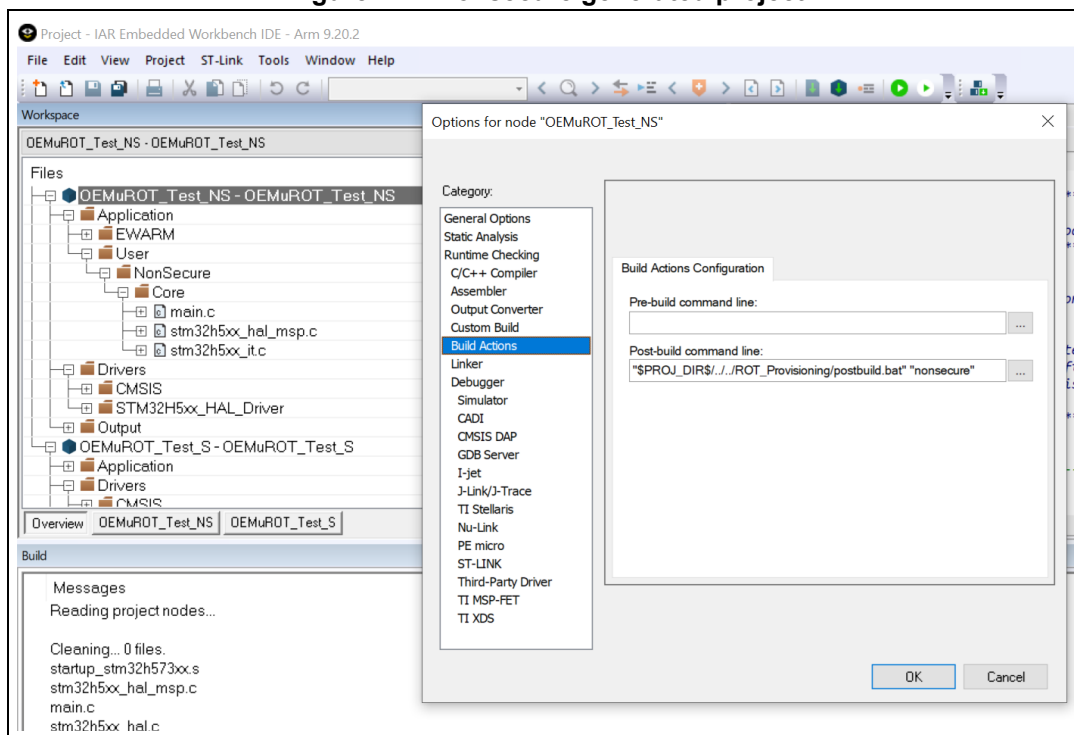 Project - IAR Embedded Workbench IDE - Arm 9.20.2
File Edit View Project ST-Link Tools Window Help
Workspace
OEMuROT_Test_NS - OEMuROT_Test_NS
Files
OEMuROT_Test_NS - OEMuROT_Test_NS
Application
EWARM
User
NonSecure
Core
main.c
stm32h5xx_hal_msp.c
stm32h5xx_it.c
Drivers
CMSIS
STM32H5xx_HAL_Driver
Output
OEMuROT_Test_S - OEMuROT_Test_S
Application
Drivers
CMSIS
Overview OEMuROT_Test_NS OEMuROT_Test_S
Build
Messages
Reading project nodes...
Cleaning... 0 files.
startup_stm32h573xx.s
stm32h5xx_hal_msp.c
main.c
stm32h5xx_hal.c
Options for node "OEMuROT_Test_NS"
Category:
General Options
Static Analysis
Runtime Checking
C/C++ Compiler
Assembler
Output Converter
Custom Build
Build Actions
Linker
Debugger
Simulator
CADI
CMSIS DAP
GDB Server
I-jet
J-Link/J-Trace
TI Stellaris
Nu-Link
PE micro
ST-LINK
Third-Party Driver
TI MSP-FET
TI XDS
Build Actions Configuration
Pre-build command line:
...
Post-build command line:
"$PROJ_DIR$/../../ROT_Provisioning/postbuild.bat" "nonsecure"
...
OK Cancel